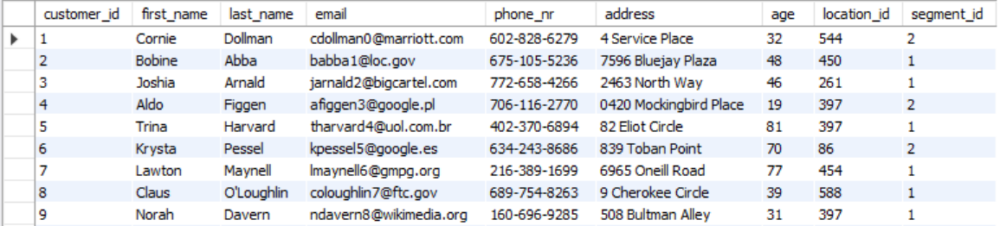 customer_id first_name last_name email phone_nr address age location_id segment_id
1 Cornie Dollman cdollman0@marriott.com 602-828-6279 4 Service Place 32 544 2
2 Bobine Abba babba1@loc.gov 675-105-5236 7596 Bluejay Plaza 48 450 1
3 Joshia Arnald jarnald2@bigcartel.com 772-658-4266 2463 North Way 46 261 1
4 Aldo Figgen afiggen3@google.pl 706-116-2770 0420 Mockingbird Place 19 397 2
5 Trina Harvard tharvard4@uol.com.br 402-370-6894 82 Eliot Circle 81 397 1
6 Krysta Pessel kpessel5@google.es 634-243-8686 839 Toban Point 70 86 2
7 Lawton Maynell lmaynell6@gmpg.org 216-389-1699 6965 Oneill Road 77 454 1
8 Claus O'Loughlin coloughlin7@ftc.gov 689-754-8263 9 Cherokee Circle 39 588 1
9 Norah Davern ndavern8@wikimedia.org 160-696-9285 508 Bultman Alley 31 397 1